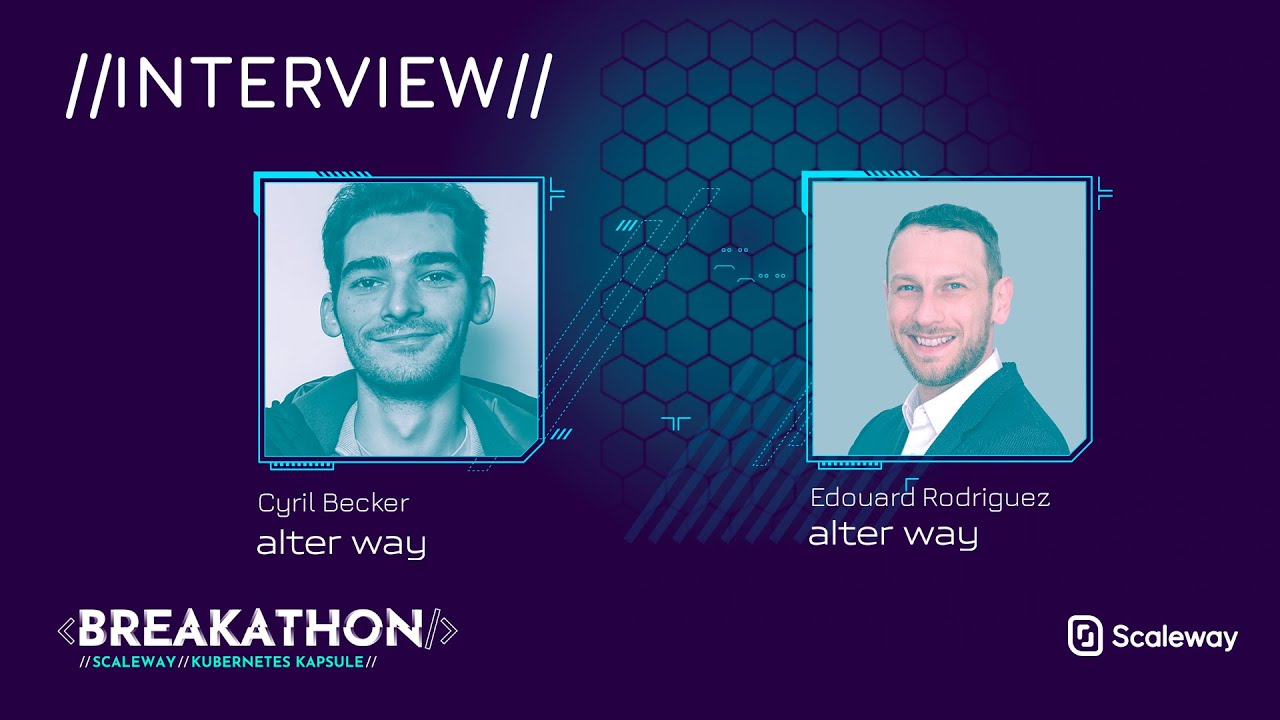 //INTERVIEW//
Cyril Becker
alter way
Edouard Rodriguez
alter way
<BREAKATHON/>
//SCALEWAY//KUBERNETES KAPSULE//
Scaleway